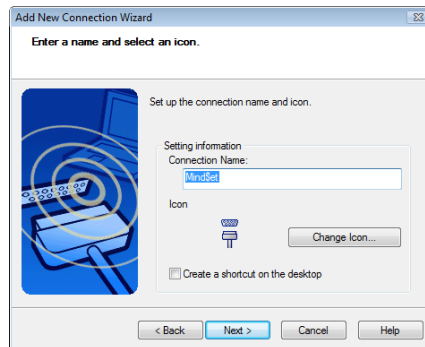 Add New Connection Wizard
Enter a name and select an icon.
Set up the connection name and icon.
Setting information
Connection Name:
MindSet
Icon
Change Icon...
Create a shortcut on the desktop
< Back Next > Cancel Help